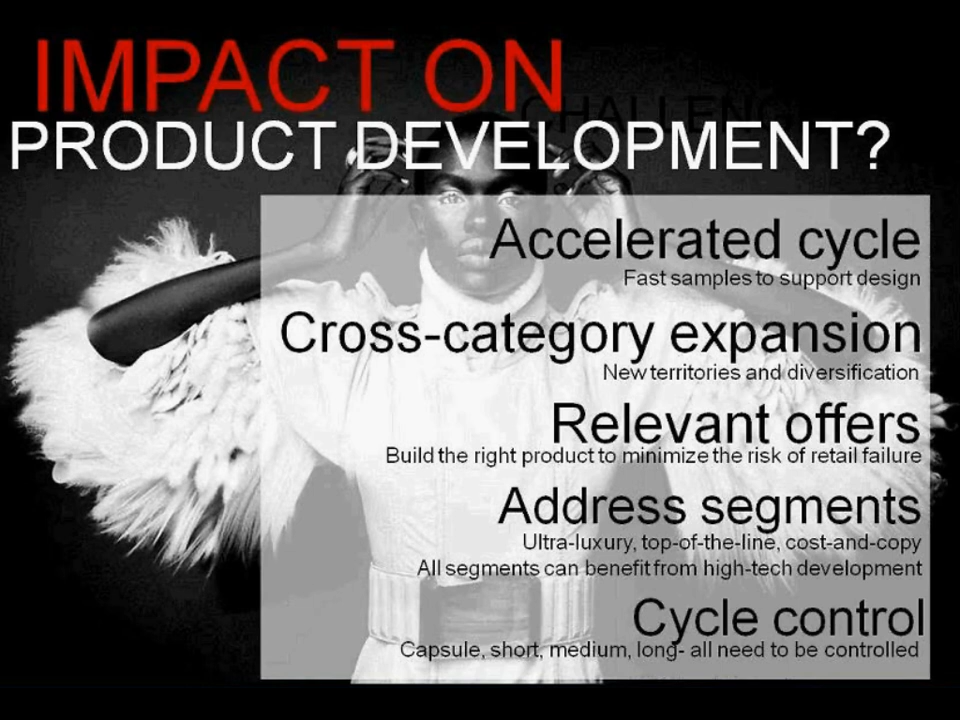 IMPACT ON
CHALLENG
PRODUCT DEVELOPMENT?
Accelerated cycle
Fast samples to support design
Cross-category expansion
New territories and diversification
Relevant offers
Build the right product to minimize the risk of retail failure
Address segments
Ultra-luxury, top-of-the-line, cost-and-copy
All segments can benefit from high-tech development
Cycle control
Capsule, short, medium, long- all need to be controlled